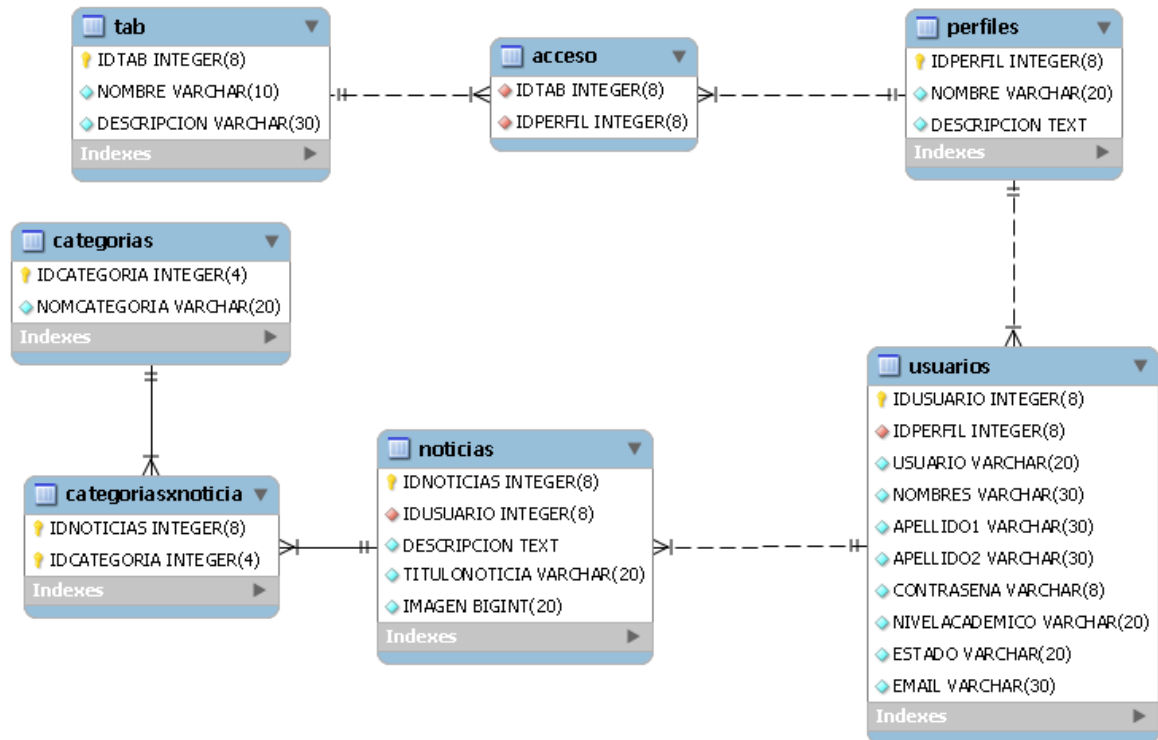 tab
IDTAB INTEGER(8)
NOMBRE VARCHAR(10)
DESCRIPCION VARCHAR(30)
Indexes
acceso
IDTAB INTEGER(8)
IDPERFIL INTEGER(8)
perfiles
IDPERFIL INTEGER(8)
NOMBRE VARCHAR(20)
DESCRIPCION TEXT
Indexes
categorias
IDCATEGORIA INTEGER(4)
NOMCATEGORIA VARCHAR(20)
Indexes
categoriasxnoticia
IDNOTICIAS INTEGER(8)
IDCATEGORIA INTEGER(4)
Indexes
noticias
IDNOTICIAS INTEGER(8)
IDUSUARIO INTEGER(8)
DESCRIPCION TEXT
TITULONOTICIA VARCHAR(20)
IMAGEN BIGINT(20)
Indexes
usuarios
IDUSUARIO INTEGER(8)
IDPERFIL INTEGER(8)
USUARIO VARCHAR(20)
NOMBRES VARCHAR(30)
APELLIDO1 VARCHAR(30)
APELLIDO2 VARCHAR(30)
CONTRASENA VARCHAR(8)
NIVELACADEMICO VARCHAR(20)
ESTADO VARCHAR(20)
EMAIL VARCHAR(30)
Indexes